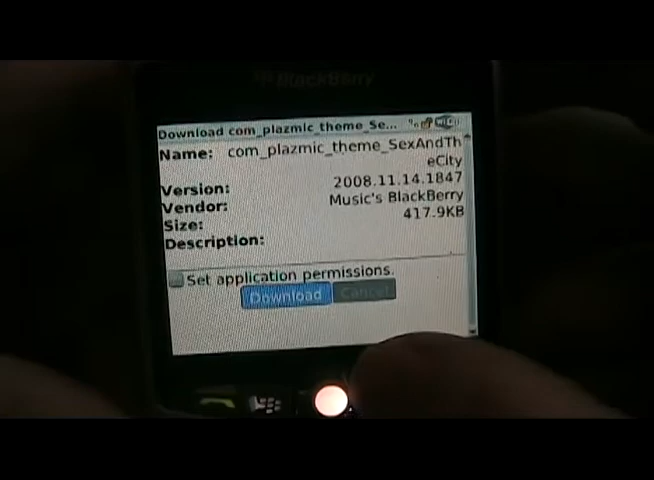 BlackBerry
Download com_plazmic_theme_Se...
Name: com_plazmic_theme_SexAndTh
eCity
Version: 2008.11.14.1847
Vendor: Music's BlackBerry
Size: 417.9KB
Description:
Set application permissions.
Download Cancel